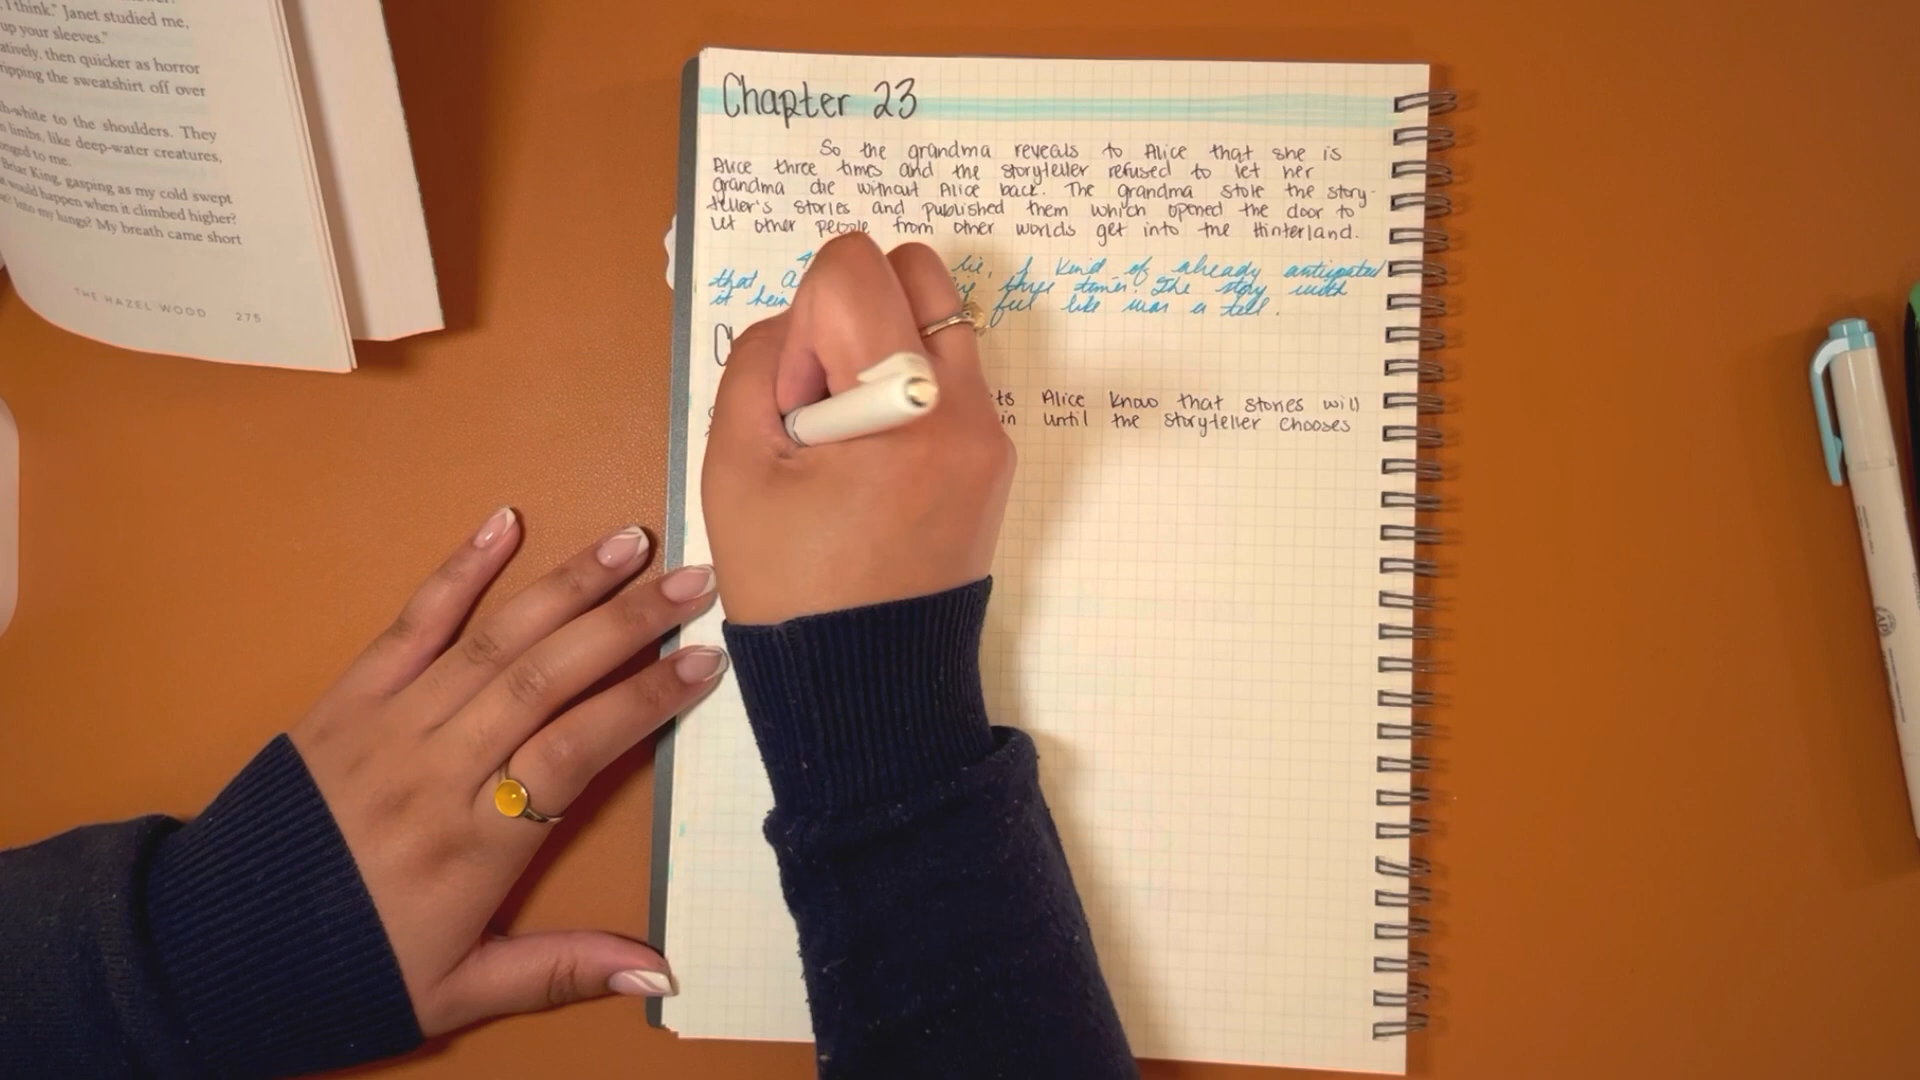 I think." Janet studied me,
up your sleeves."
atively, then quicker as horror
ripping the sweatshirt off over
h-white to the shoulders. They
limbs, like deep-water creatures,
onged to me.
Briar King, gasping as my cold swept
would happen when it climbed higher?
Into my lungs? My breath came short
THE HAZEL WOOD 275
Chapter 23
So the grandma reveals to Alice that she is
Alice three times and the storyteller refused to let her
grandma die without Alice back. The grandma stole the story-
teller's stories and published them which opened the door to
let other people from other worlds get into the Hinterland.
lie, I kind of already anticipated
that three times. The story with
it feel like was a tell.
Alice know that stories will
in until the storyteller chooses